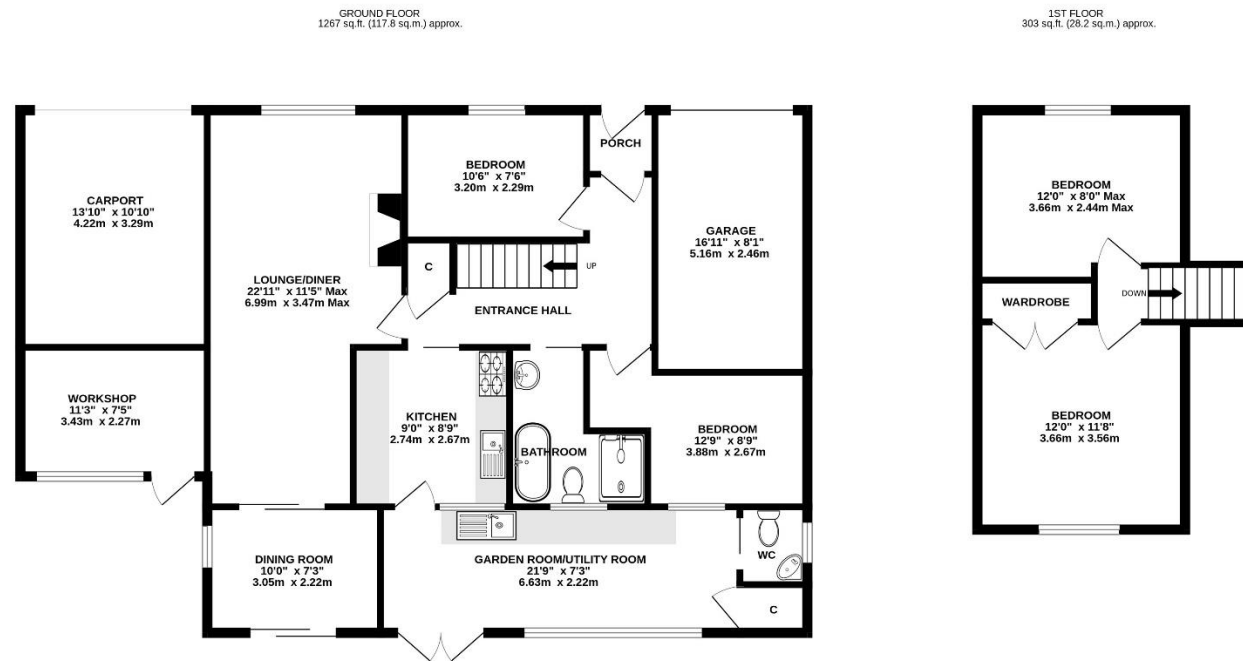 GROUND FLOOR
1267 sq.ft. (117.8 sq.m.) approx.
1ST FLOOR
303 sq.ft. (28.2 sq.m.) approx.
CARPORT
13'10" x 10'10"
4.22m x 3.29m
LOUNGE/DINER
22'11" x 11'5" Max
6.99m x 3.47m Max
BEDROOM
10'6" x 7'6"
3.20m x 2.29m
PORCH
GARAGE
16'11" x 8'1"
5.16m x 2.46m
C
UP
ENTRANCE HALL
WORKSHOP
11'3" x 7'5"
3.43m x 2.27m
KITCHEN
9'0" x 8'9"
2.74m x 2.67m
BATHROOM
BEDROOM
12'9" x 8'9"
3.88m x 2.67m
DINING ROOM
10'0" x 7'3"
3.05m x 2.22m
GARDEN ROOM/UTILITY ROOM
21'9" x 7'3"
6.63m x 2.22m
WC
C
BEDROOM
12'0" x 8'0" Max
3.66m x 2.44m Max
DOWN
WARDROBE
BEDROOM
12'0" x 11'8"
3.66m x 3.56m